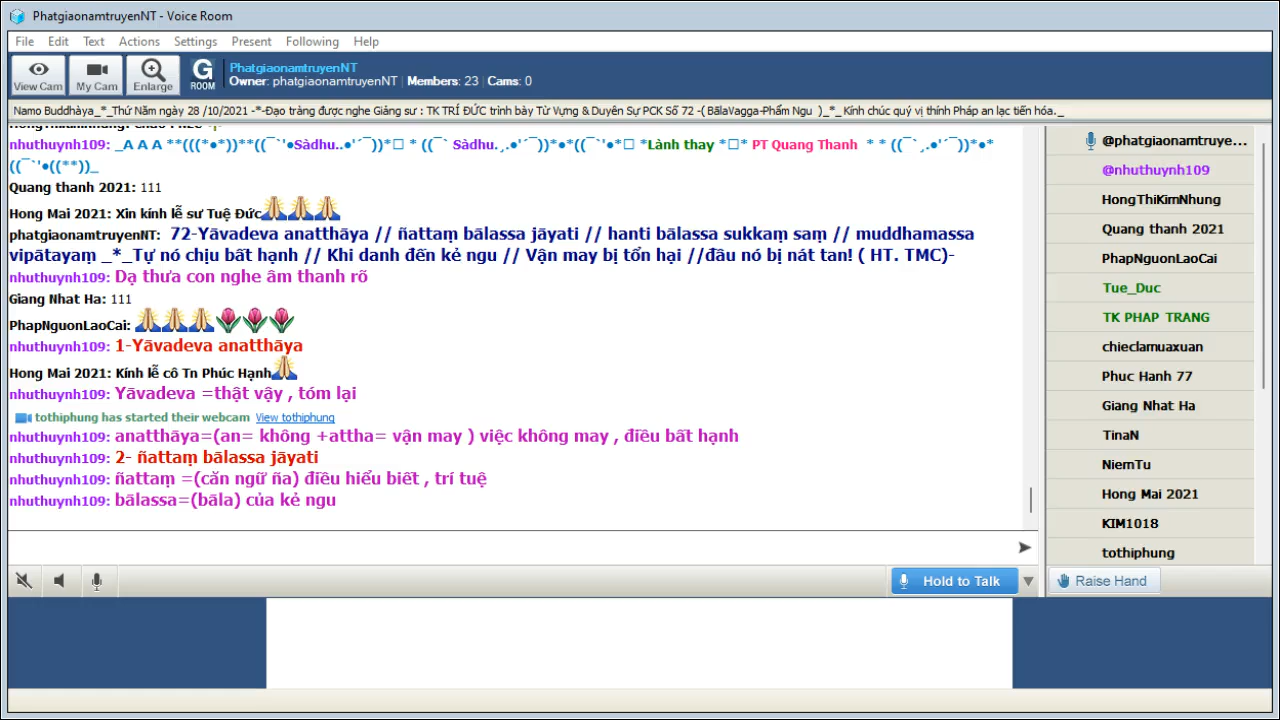 PhatgiaonamtruyenNT - Voice Room
File Edit Text Actions Settings Present Following Help
View Cam My Cam Enlarge G ROOM
PhatgiaonamtruyenNT
Owner: phatgiaonamtruyenNT | Members: 23 | Cams: 0
Namo Buddhàya_*_Thứ Năm ngày 28 /10/2021 -*-Đạo tràng được nghe Giảng sư : TK TRÍ ĐỨC trình bày Từ Vựng & Duyên Sự PCK Số 72 -( BãlaVagga-Phẩm Ngu )_*_ Kính chúc quý vị thính Pháp an lạc tiến hóa._
nhuthuynh109: _A A A **(((*●*))**((¯`'●Sàdhu..●'´¯))*□ * ((¯` Sàdhu.¸.●'´¯))*●*((¯`'●*□ *Lành thay *□* PT Quang Thanh * * ((¯`¸.●'´¯))*●*
((¯`'●((**))_
Quang thanh 2021: 111
Hong Mai 2021: Xin kính lễ sư Tuệ Đức🙏🙏🙏
phatgiaonamtruyenNT: 72-Yāvadeva anatthāya // ñattaṃ bālassa jāyati // hanti bālassa sukkaṃ saṃ // muddhamassa
vipātayaṃ _*_Tự nó chịu bất hạnh // Khi danh đến kẻ ngu // Vận may bị tổn hại //đầu nó bị nát tan! ( HT. TMC)-
nhuthuynh109: Dạ thưa con nghe âm thanh rõ
Giang Nhat Ha: 111
PhapNguonLaoCai: 🙏🙏🙏🌷🌷🌷
nhuthuynh109: 1-Yāvadeva anatthāya
Hong Mai 2021: Kính lễ cô Tn Phúc Hạnh🙏
nhuthuynh109: Yāvadeva =thật vậy , tóm lại
tothiphung has started their webcam View tothiphung
nhuthuynh109: anatthāya=(an= không +attha= vận may ) việc không may , điều bất hạnh
nhuthuynh109: 2- ñattaṃ bālassa jāyati
nhuthuynh109: ñattaṃ =(căn ngữ ña) điều hiểu biết , trí tuệ
nhuthuynh109: bālassa=(bāla) của kẻ ngu
Hold to Talk
@phatgiaonamtruye...
@nhuthuynh109
HongThiKimNhung
Quang thanh 2021
PhapNguonLaoCai
Tue_Duc
TK PHAP TRANG
chieclamuaxuan
Phuc Hanh 77
Giang Nhat Ha
TinaN
NiemTu
Hong Mai 2021
KIM1018
tothiphung
Raise Hand